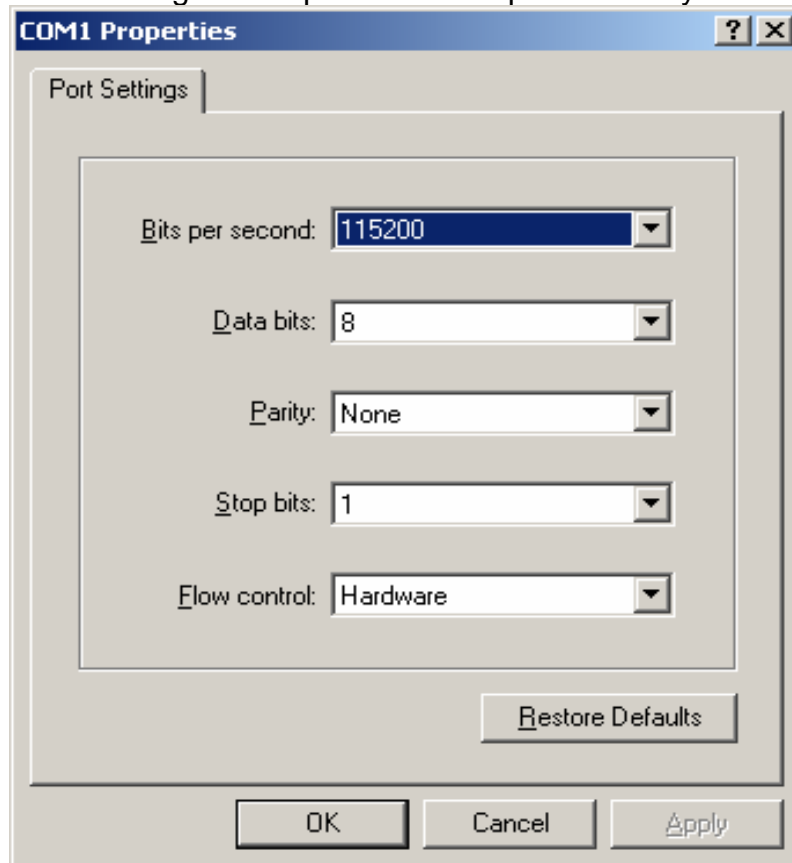 COM1 Properties
Port Settings
Bits per second: 115200
Data bits: 8
Parity: None
Stop bits: 1
Flow control: Hardware
Restore Defaults
OK Cancel Apply